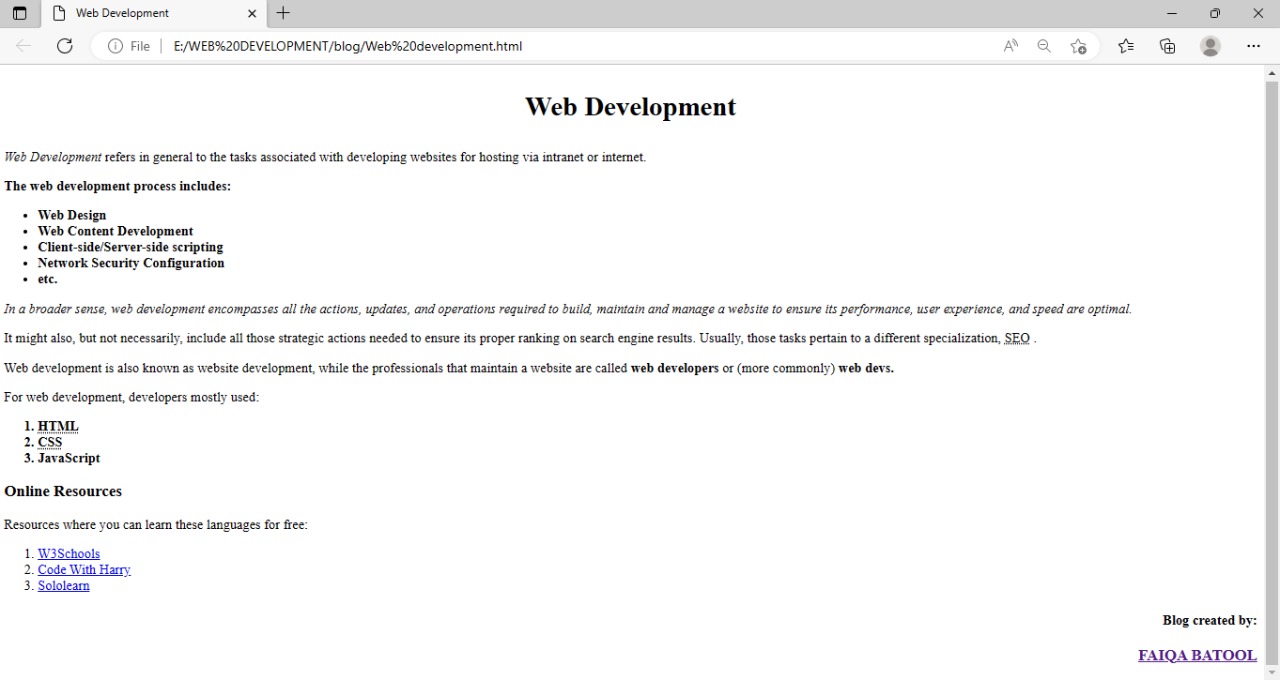 Web Development
File
E:/WEB%20DEVELOPMENT/blog/Web%20development.html
Web Development
Web Development refers in general to the tasks associated with developing websites for hosting via intranet or internet.
The web development process includes:
• Web Design
• Web Content Development
• Client-side/Server-side scripting
• Network Security Configuration
• etc.
In a broader sense, web development encompasses all the actions, updates, and operations required to build, maintain and manage a website to ensure its performance, user experience, and speed are optimal.
It might also, but not necessarily, include all those strategic actions needed to ensure its proper ranking on search engine results. Usually, those tasks pertain to a different specialization, SEO .
Web development is also known as website development, while the professionals that maintain a website are called web developers or (more commonly) web devs.
For web development, developers mostly used:
1. HTML
2. CSS
3. JavaScript
Online Resources
Resources where you can learn these languages for free:
1. W3Schools
2. Code With Harry
3. Sololearn
Blog created by:
FAIQA BATOOL